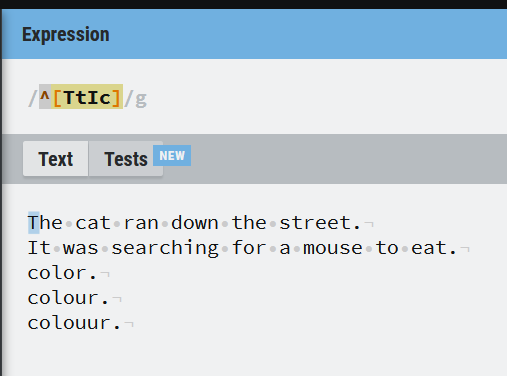 Expression
/^[TtIc]/g
Text Tests NEW
The·cat·ran·down·the·street.¬
It·was·searching·for·a·mouse·to·eat.¬
color.¬
colour.¬
colouur.¬